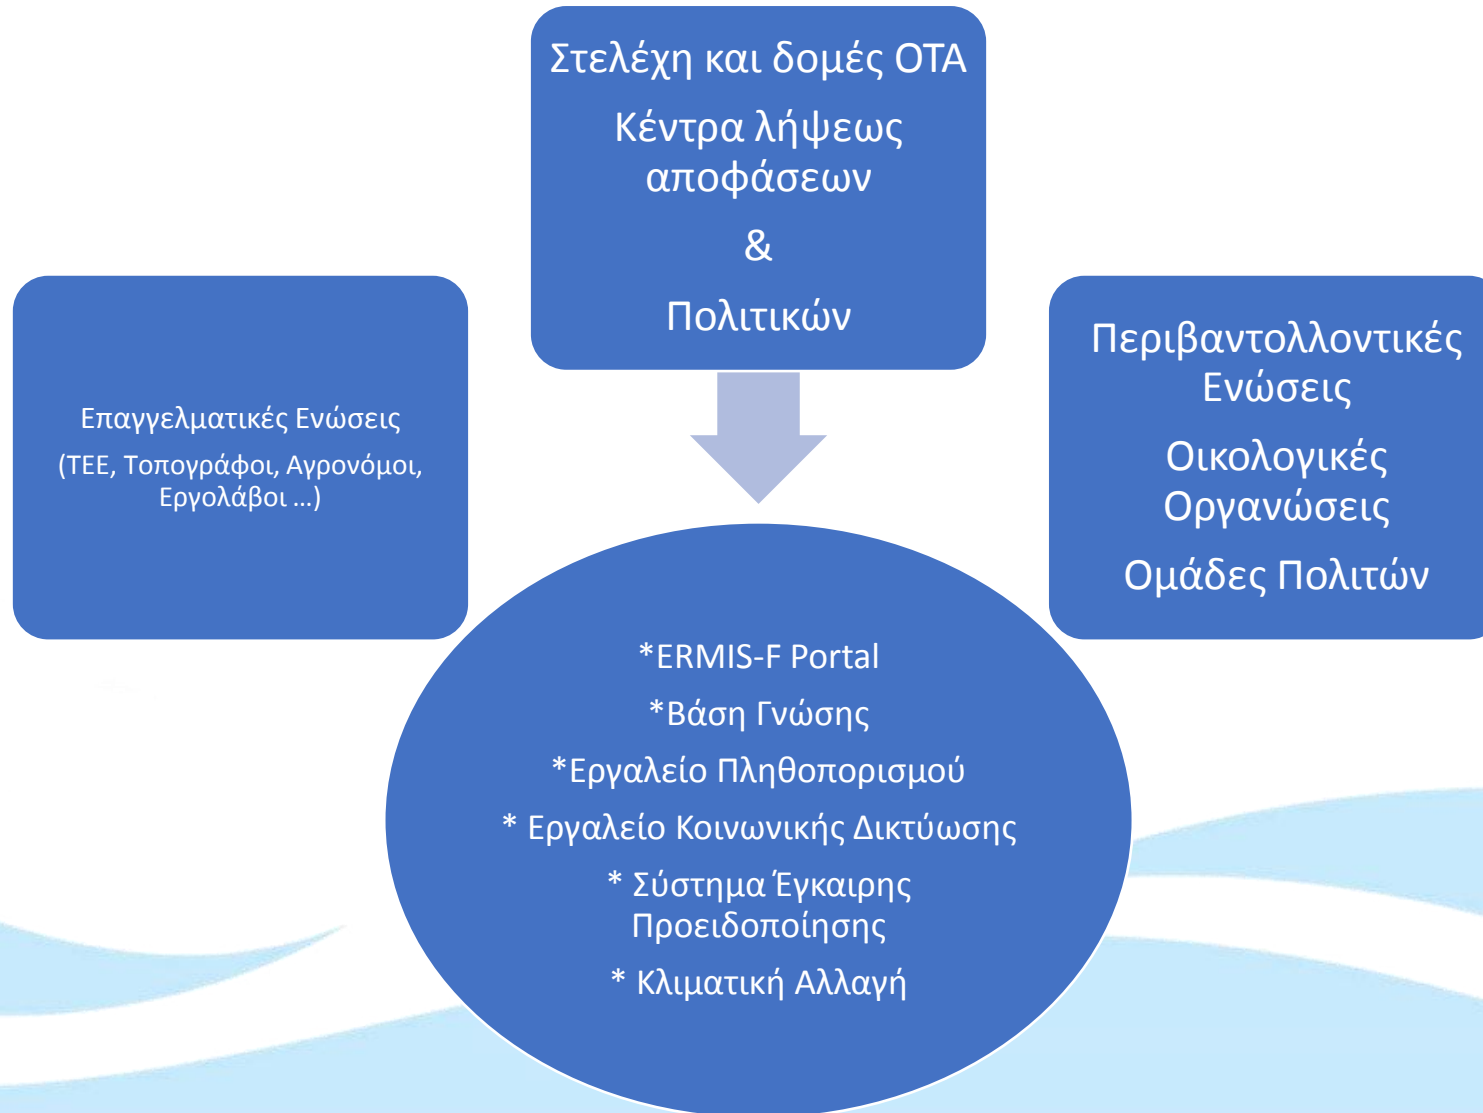 Στελέχη και δομές ΟΤΑ
Κέντρα λήψεως
αποφάσεων
&
Πολιτικών
Επαγγελματικές Ενώσεις
(ΤΕΕ, Τοπογράφοι, Αγρονόμοι,
Εργολάβοι ...)
Περιβαντολλοντικές
Ενώσεις
Οικολογικές
Οργανώσεις
Ομάδες Πολιτών
*ERMIS-F Portal
*Βάση Γνώσης
*Εργαλείο Πληθοπορισμού
* Εργαλείο Κοινωνικής Δικτύωσης
* Σύστημα Έγκαιρης
Προειδοποίησης
* Κλιματική Αλλαγή